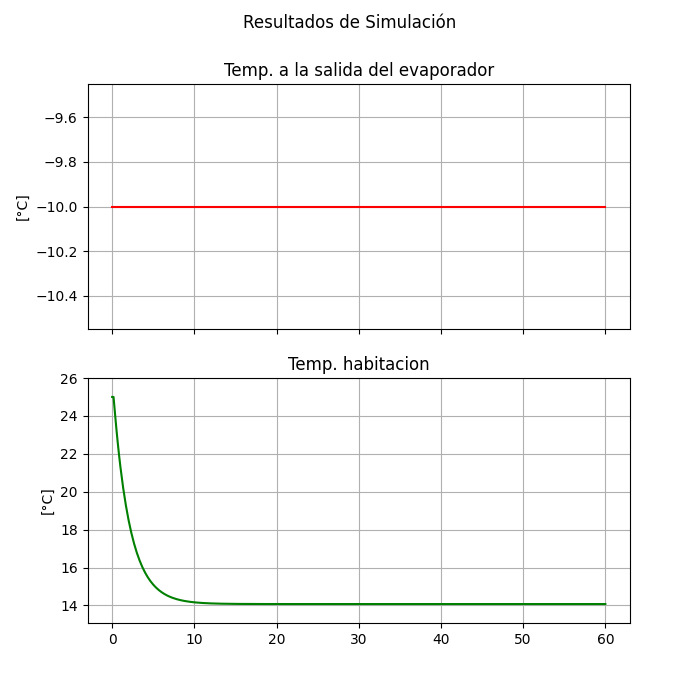 Resultados de Simulación
Temp. a la salida del evaporador
−9.6
−9.8
−10.0
−10.2
−10.4
[°C]
Temp. habitacion
26
24
22
20
18
16
14
[°C]
0 10 20 30 40 50 60